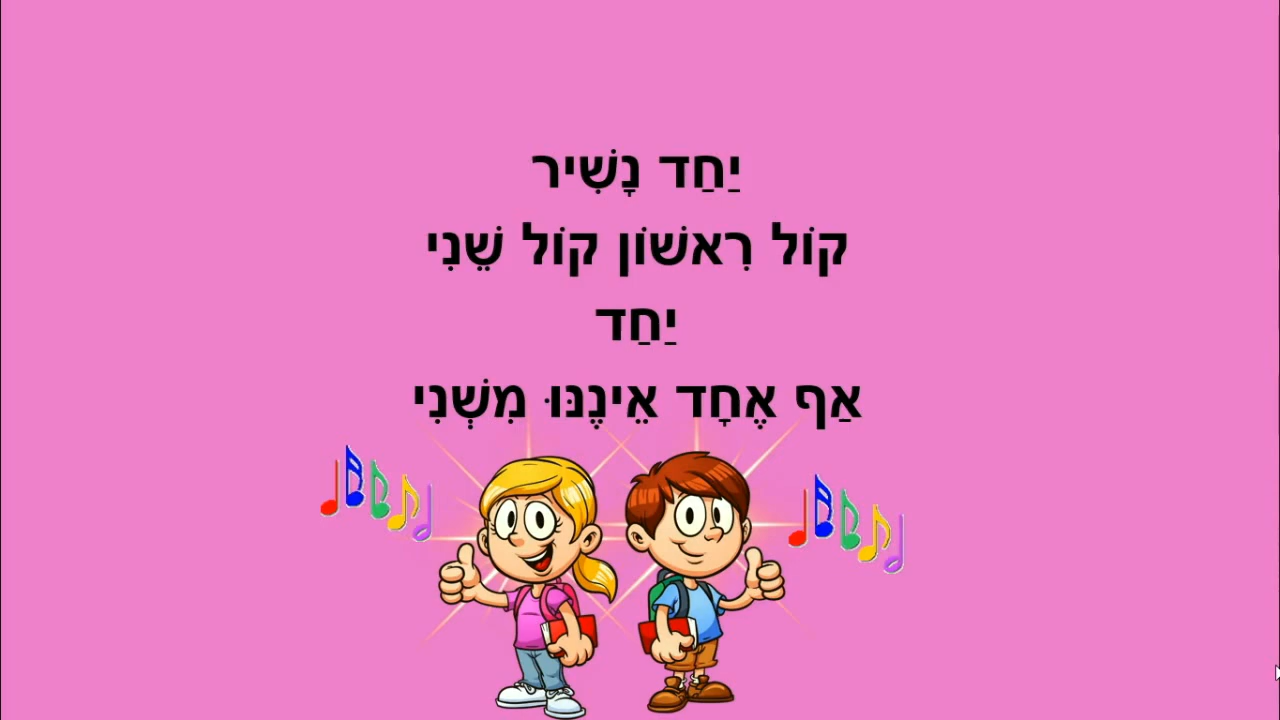 יַחַד נָשִׁיר
קוֹל רִאשׁוֹן קוֹל שֵׁנִי
יַחַד
אַף אֶחָד אֵינֶנּוּ מִשְׁנִי